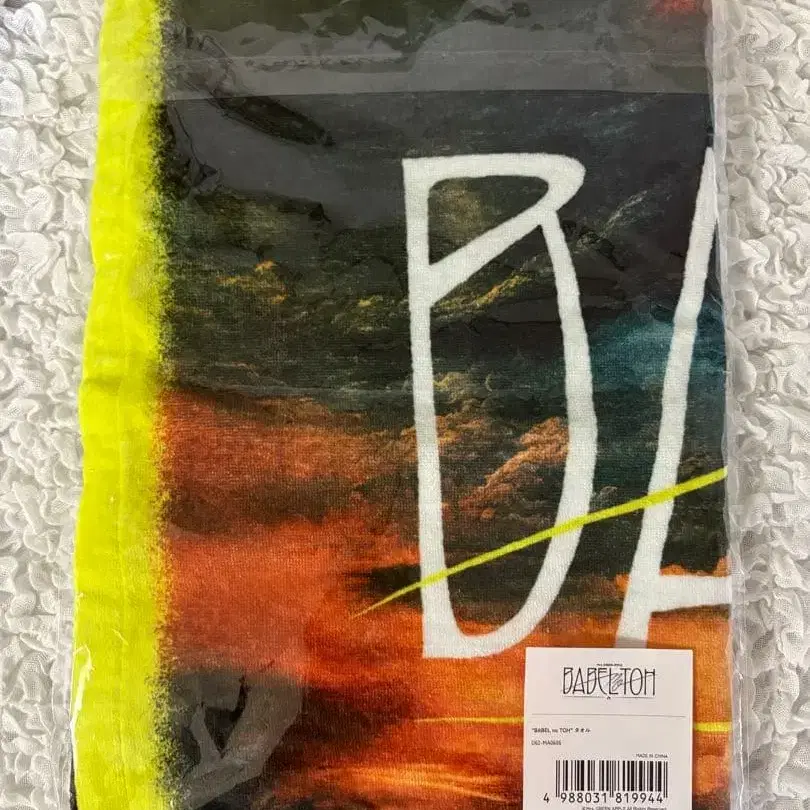 BA
BABEL no TOH
"BABEL no TOH" タオル
MADE IN CHINA
4 988031 819944